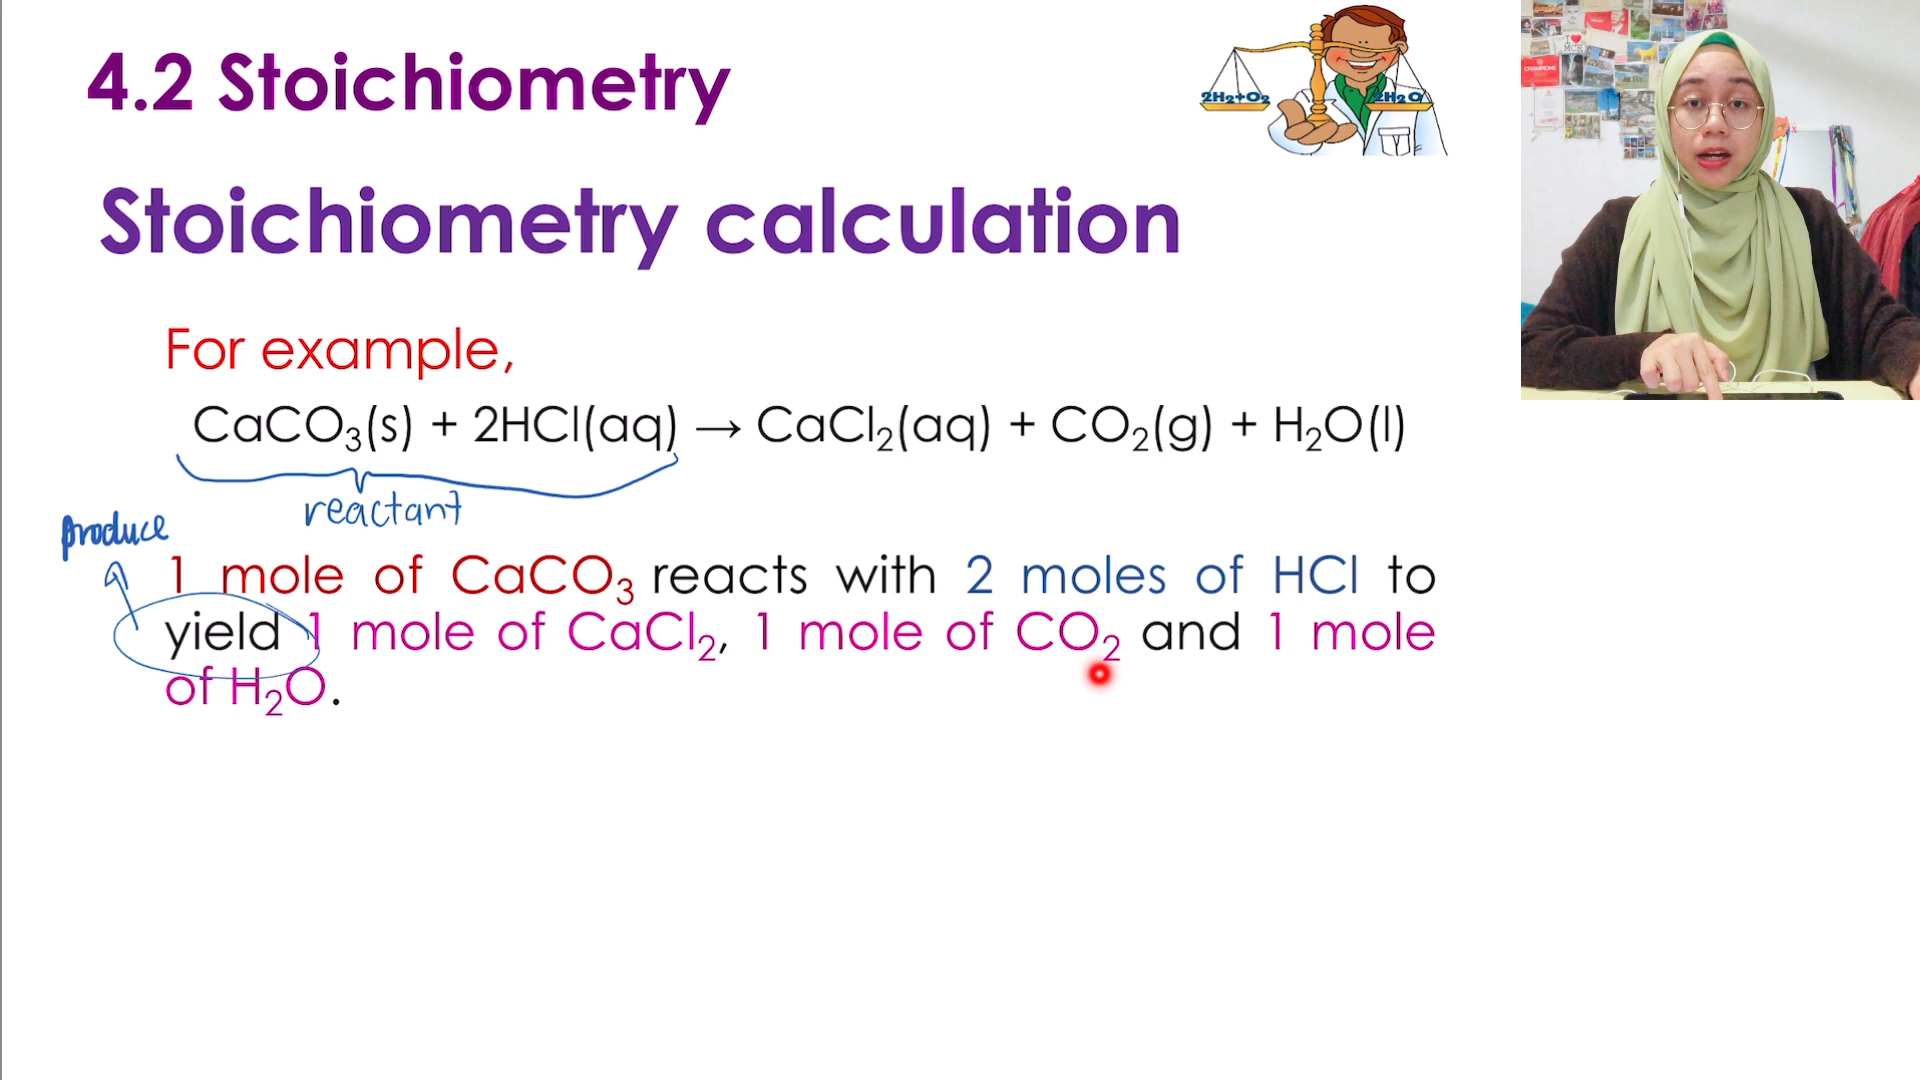 4.2 Stoichiometry
2H₂+O₂
2H₂O
I ❤ MCR
CHAMPIONS
Stoichiometry calculation
For example,
CaCO₃(s) + 2HCl(aq) → CaCl₂(aq) + CO₂(g) + H₂O(l)
reactant
produce
1 mole of CaCO₃ reacts with 2 moles of HCl to
yield 1 mole of CaCl₂, 1 mole of CO₂ and 1 mole
of H₂O.